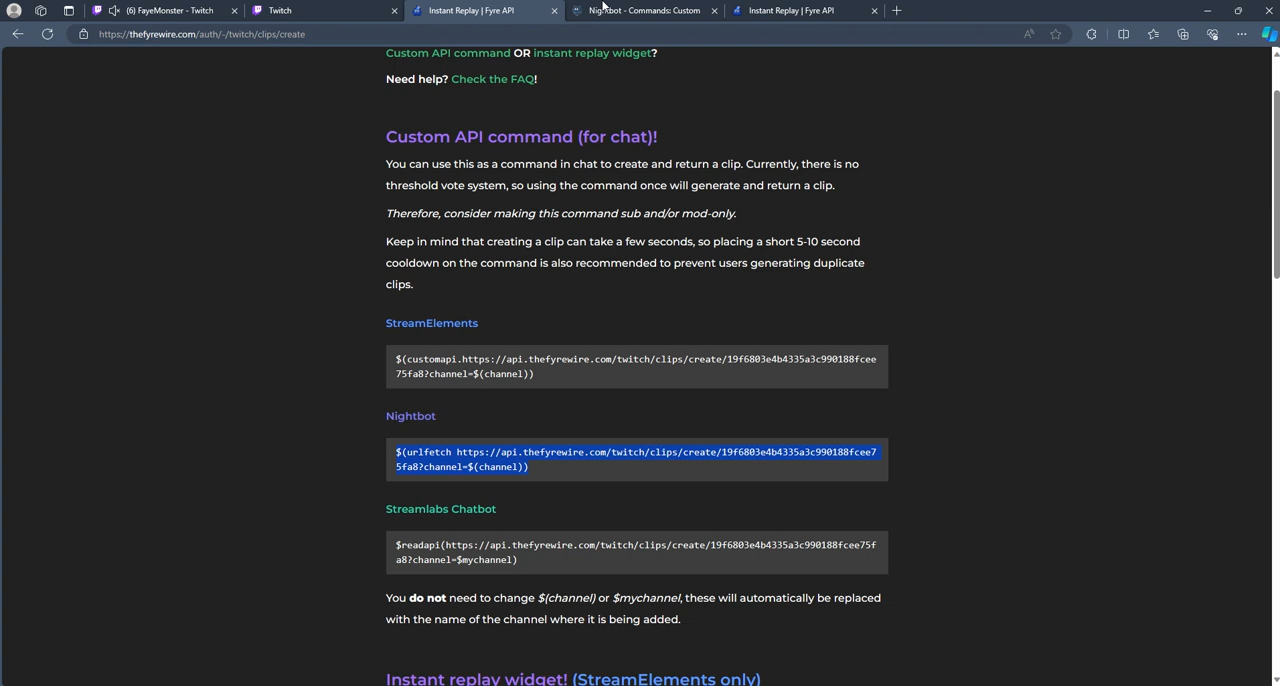 (6) FayeMonster - Twitch
Twitch
Instant Replay | Fyre API
Nightbot - Commands: Custom
Instant Replay | Fyre API
https://thefyrewire.com/auth/-/twitch/clips/create
Custom API command OR instant replay widget?
Need help? Check the FAQ!
Custom API command (for chat)!
You can use this as a command in chat to create and return a clip. Currently, there is no
threshold vote system, so using the command once will generate and return a clip.
Therefore, consider making this command sub and/or mod-only.
Keep in mind that creating a clip can take a few seconds, so placing a short 5-10 second
cooldown on the command is also recommended to prevent users generating duplicate
clips.
StreamElements
$(customapi.https://api.thefyrewire.com/twitch/clips/create/19f6803e4b4335a3c990188fcee
75fa8?channel=$(channel))
Nightbot
$(urlfetch https://api.thefyrewire.com/twitch/clips/create/19f6803e4b4335a3c990188fcee7
5fa8?channel=$(channel))
Streamlabs Chatbot
$readapi(https://api.thefyrewire.com/twitch/clips/create/19f6803e4b4335a3c990188fcee75f
a8?channel=$mychannel)
You do not need to change $(channel) or $mychannel, these will automatically be replaced
with the name of the channel where it is being added.
Instant replay widget! (StreamElements only)